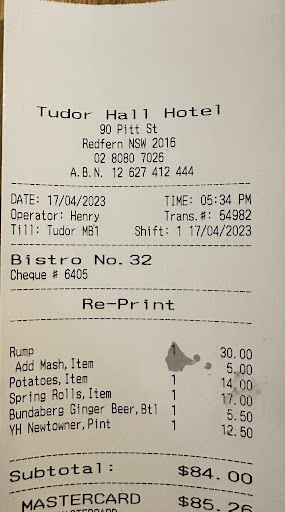 Tudor Hall Hotel
90 Pitt St
Redfern NSW 2016
02 8080 7026
A.B.N. 12 627 412 444
DATE: 17/04/2023 TIME: 05:34 PM
Operator: Henry Trans.#: 54982
Till: Tudor MB1 Shift: 1 17/04/2023
Bistro No. 32
Cheque # 6405
Re-Print
Rump 1 30.00
Add Mash, Item 5.00
Potatoes, Item 1 14.00
Spring Rolls, Item 1 17.00
Bundaberg Ginger Beer, Btl 1 5.50
YH Newtowner, Pint 1 12.50
Subtotal: $84.00
MASTERCARD $85.26
MASTERCARD